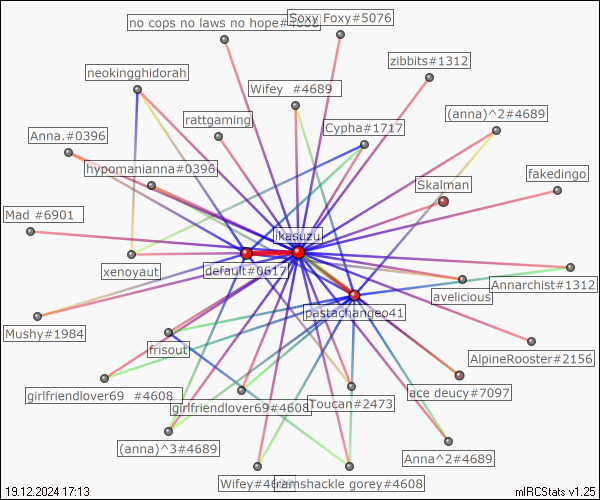 no cops no laws no hope#4608
Soxy Foxy#5076
zibbits#1312
neokingghidorah
Wifey #4689
rattgaming
(anna)^2#4689
Cypha#1717
Anna.#0396
hypomanianna#0396
fakedingo
Skalman
Mad #6901
ikasuzu
xenoyaut
default#0617
Annarchist#1312
avelicious
pastachangeo41
Mushy#1984
frisout
AlpineRooster#2156
girlfriendlover69 #4608
ace deucy#7097
girlfriendlover69#4608
Toucan#2473
(anna)^3#4689
Anna^2#4689
ramshackle gorey#4608
19.12.2024 17:13
mIRCStats v1.25